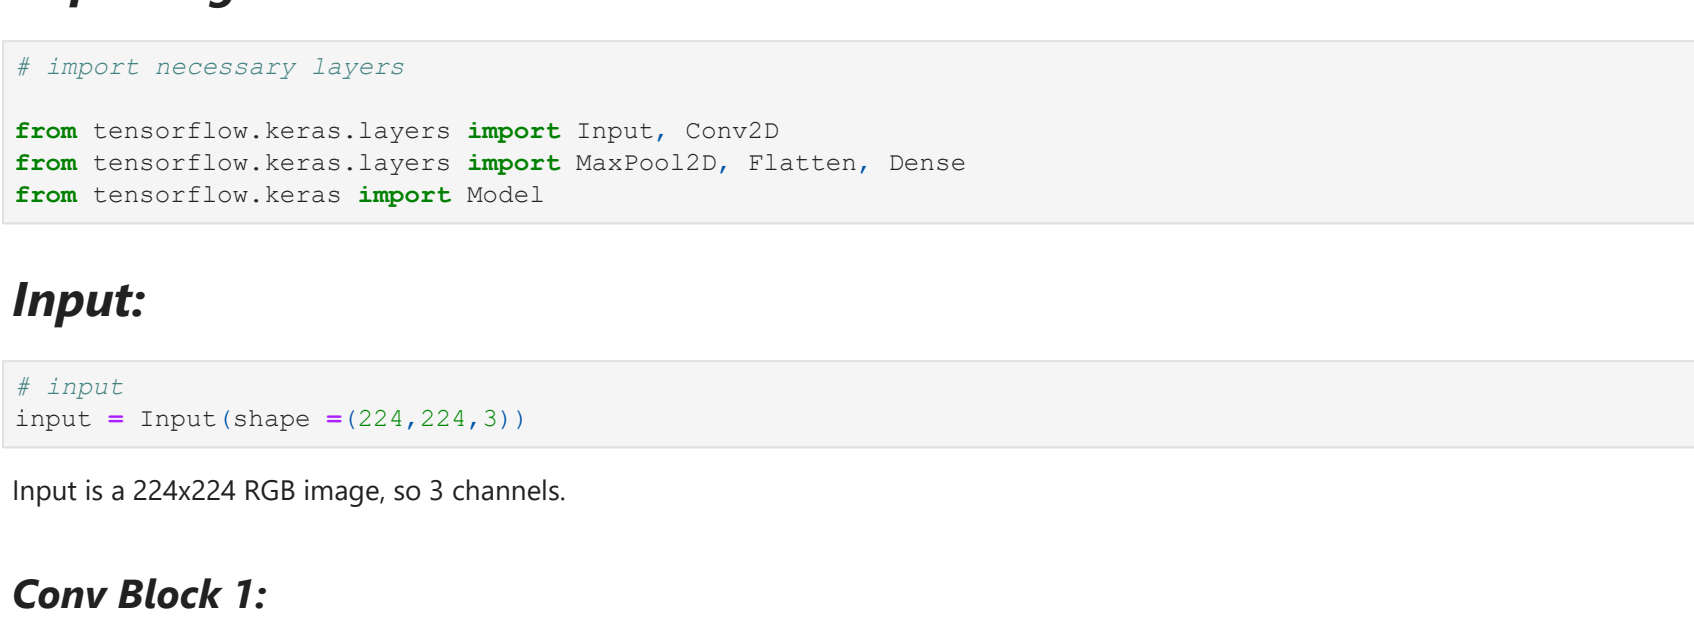 # import necessary layers
from tensorflow.keras.layers import Input, Conv2D
from tensorflow.keras.layers import MaxPool2D, Flatten, Dense
from tensorflow.keras import Model
Input:
# input
input = Input(shape =(224,224,3))
Input is a 224x224 RGB image, so 3 channels.
Conv Block 1: